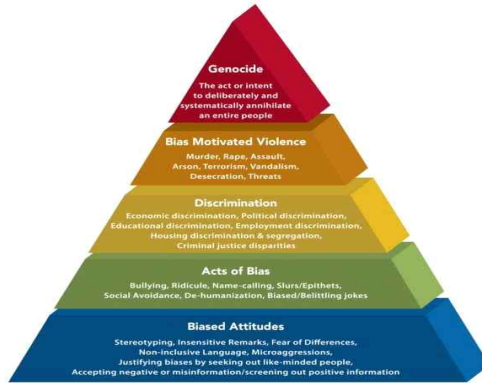 Genocide
The act or intent
to deliberately and
systematically annihilate
an entire people
Bias Motivated Violence
Murder, Rape, Assault,
Arson, Terrorism, Vandalism,
Desecration, Threats
Discrimination
Economic discrimination, Political discrimination,
Educational discrimination, Employment discrimination,
Housing discrimination & segregation,
Criminal justice disparities
Acts of Bias
Bullying, Ridicule, Name-calling, Slurs/Epithets,
Social Avoidance, De-humanization, Biased/Belittling jokes
Biased Attitudes
Stereotyping, Insensitive Remarks, Fear of Differences,
Non-inclusive Language, Microaggressions,
Justifying biases by seeking out like-minded people,
Accepting negative or misinformation/screening out positive information